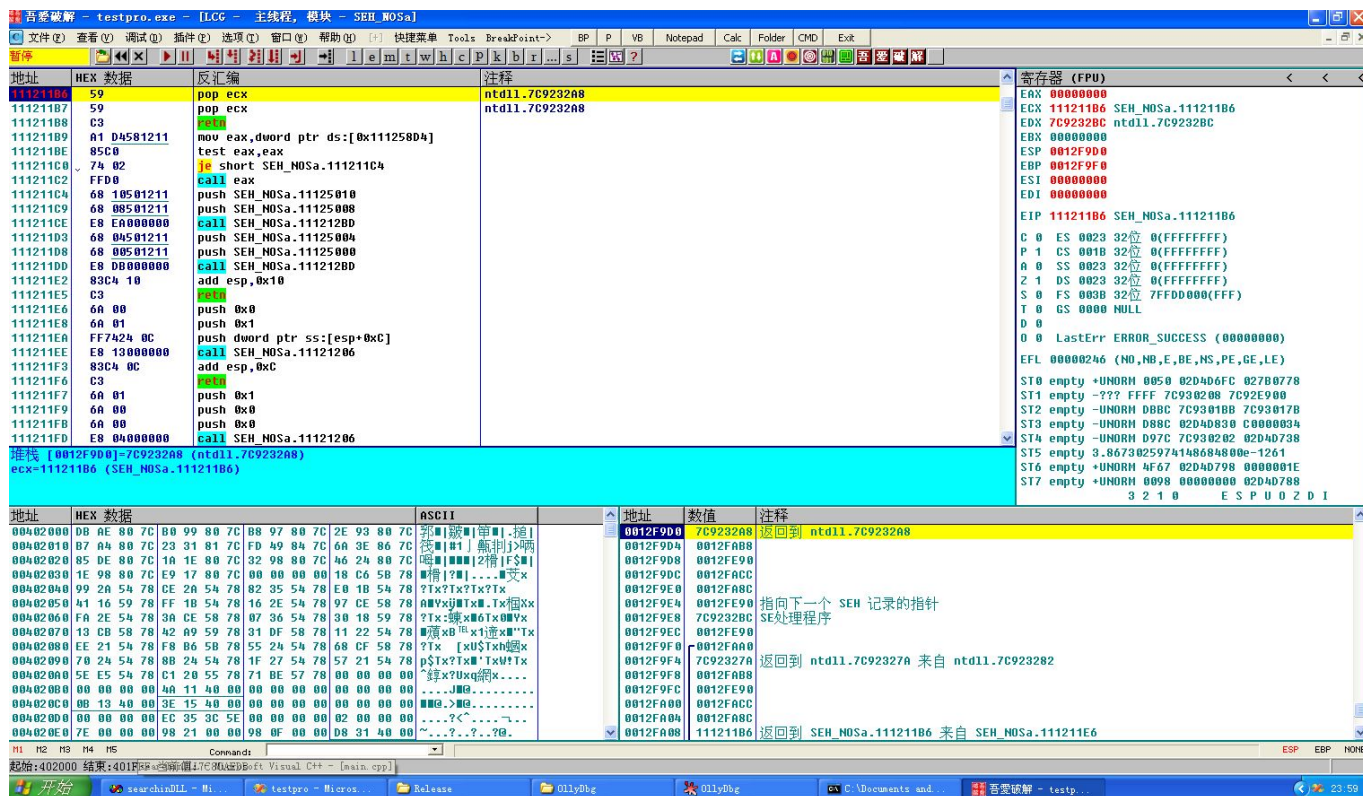 吾爱破解 - testpro.exe - [LCG - 主线程, 模块 - SEH_NOSa]
文件(F) 查看(V) 调试(D) 插件(P) 选项(T) 窗口(W) 帮助(H) [+] 快捷菜单 Tools BreakPoint-> BP P VB Notepad Calc Folder CMD Exit
暂停 l e m t w h c P k b r ... s ? 吾 爱 破 解
地址 HEX 数据 反汇编 注释
111211B6 59 pop ecx ntdll.7C9232A8
111211B7 59 pop ecx ntdll.7C9232A8
111211B8 C3 retn
111211B9 A1 D4581211 mov eax,dword ptr ds:[0x111258D4]
111211BE 85C0 test eax,eax
111211C0 74 02 je short SEH_NOSa.111211C4
111211C2 FFD0 call eax
111211C4 68 10501211 push SEH_NOSa.11125010
111211C9 68 08501211 push SEH_NOSa.11125008
111211CE E8 EA000000 call SEH_NOSa.111212BD
111211D3 68 04501211 push SEH_NOSa.11125004
111211D8 68 00501211 push SEH_NOSa.11125000
111211DD E8 DB000000 call SEH_NOSa.111212BD
111211E2 83C4 10 add esp,0x10
111211E5 C3 retn
111211E6 6A 00 push 0x0
111211E8 6A 01 push 0x1
111211EA FF7424 0C push dword ptr ss:[esp+0xC]
111211EE E8 13000000 call SEH_NOSa.11121206
111211F3 83C4 0C add esp,0xC
111211F6 C3 retn
111211F7 6A 01 push 0x1
111211F9 6A 00 push 0x0
111211FB 6A 00 push 0x0
111211FD E8 04000000 call SEH_NOSa.11121206
堆栈 [0012F9D0]=7C9232A8 (ntdll.7C9232A8)
ecx=111211B6 (SEH_NOSa.111211B6)
寄存器 (FPU) < < <
EAX 00000000
ECX 111211B6 SEH_NOSa.111211B6
EDX 7C9232BC ntdll.7C9232BC
EBX 00000000
ESP 0012F9D0
EBP 0012F9F0
ESI 00000000
EDI 00000000
EIP 111211B6 SEH_NOSa.111211B6
C 0 ES 0023 32位 0(FFFFFFFF)
P 1 CS 001B 32位 0(FFFFFFFF)
A 0 SS 0023 32位 0(FFFFFFFF)
Z 1 DS 0023 32位 0(FFFFFFFF)
S 0 FS 003B 32位 7FFDD000(FFF)
T 0 GS 0000 NULL
D 0
O 0 LastErr ERROR_SUCCESS (00000000)
EFL 00000246 (NO,NB,E,BE,NS,PE,GE,LE)
ST0 empty +UNORM 0050 02D4D6FC 027B0778
ST1 empty -??? FFFF 7C930208 7C92E900
ST2 empty -UNORM DBBC 7C9301BB 7C93017B
ST3 empty -UNORM D88C 02D4D830 C0000034
ST4 empty -UNORM D97C 7C930202 02D4D738
ST5 empty 3.8673025974148684800e-1261
ST6 empty +UNORM 4F67 02D4D798 0000001E
ST7 empty +UNORM 0098 00000000 02D4D788
3 2 1 0 E S P U O Z D I
地址 HEX 数据 ASCII
00402000 DB AE 80 7C B0 99 80 7C B8 97 80 7C 2E 93 80 7C
00402010 B7 A4 80 7C 23 31 81 7C FD 49 84 7C 6A 3E 86 7C
00402020 85 DE 80 7C 1A 1E 80 7C 32 98 80 7C 46 24 80 7C
00402030 1E 98 80 7C E9 17 80 7C 00 00 00 00 18 C6 5B 78
00402040 99 2A 54 78 CE 2A 54 78 82 35 54 78 E0 1B 54 78 ?Tx?Tx?Tx?Tx
00402050 41 16 59 78 FF 1B 54 78 16 2E 54 78 97 CE 58 78
00402060 FA 2E 54 78 3A CE 58 78 07 36 54 78 30 18 59 78
00402070 13 CB 58 78 42 A9 59 78 31 DF 58 78 11 22 54 78
00402080 EE 21 54 78 F8 B6 5B 78 55 24 54 78 68 CF 58 78
00402090 70 24 54 78 8B 24 54 78 1F 27 54 78 57 21 54 78
004020A0 5E E5 54 78 C1 20 55 78 71 BE 57 78 00 00 00 00
004020B0 00 00 00 00 4A 11 40 00 00 00 00 00 00 00 00 00
004020C0 0B 13 40 00 3E 15 40 00 00 00 00 00 00 00 00 00
004020D0 00 00 00 00 EC 35 3C 5E 00 00 00 00 02 00 00 00
004020E0 7E 00 00 00 98 21 00 00 98 0F 00 00 D8 31 40 00
地址 数值 注释
0012F9D0 7C9232A8 返回到 ntdll.7C9232A8
0012F9D4 0012FAB8
0012F9D8 0012FE90
0012F9DC 0012FACC
0012F9E0 0012FA8C
0012F9E4 0012FE90 指向下一个 SEH 记录的指针
0012F9E8 7C9232BC SE处理程序
0012F9EC 0012FE90
0012F9F0 0012FAA0
0012F9F4 7C92327A 返回到 ntdll.7C92327A 来自 ntdll.7C923282
0012F9F8 0012FAB8
0012F9FC 0012FE90
0012FA00 0012FACC
0012FA04 0012FA8C
0012FA08 111211B6 返回到 SEH_NOSa.111211B6 来自 SEH_NOSa.111211E6
M1 M2 M3 M4 M5 Command: ESP EBP NONE
起始:402000 结束:401F
oft Visual C++ - [main.cpp]
开始 searchinDLL - Mi... testpro - Micros... Release OllyDbg OllyDbg C:\Documents and... 吾爱破解 - testp... 23:59